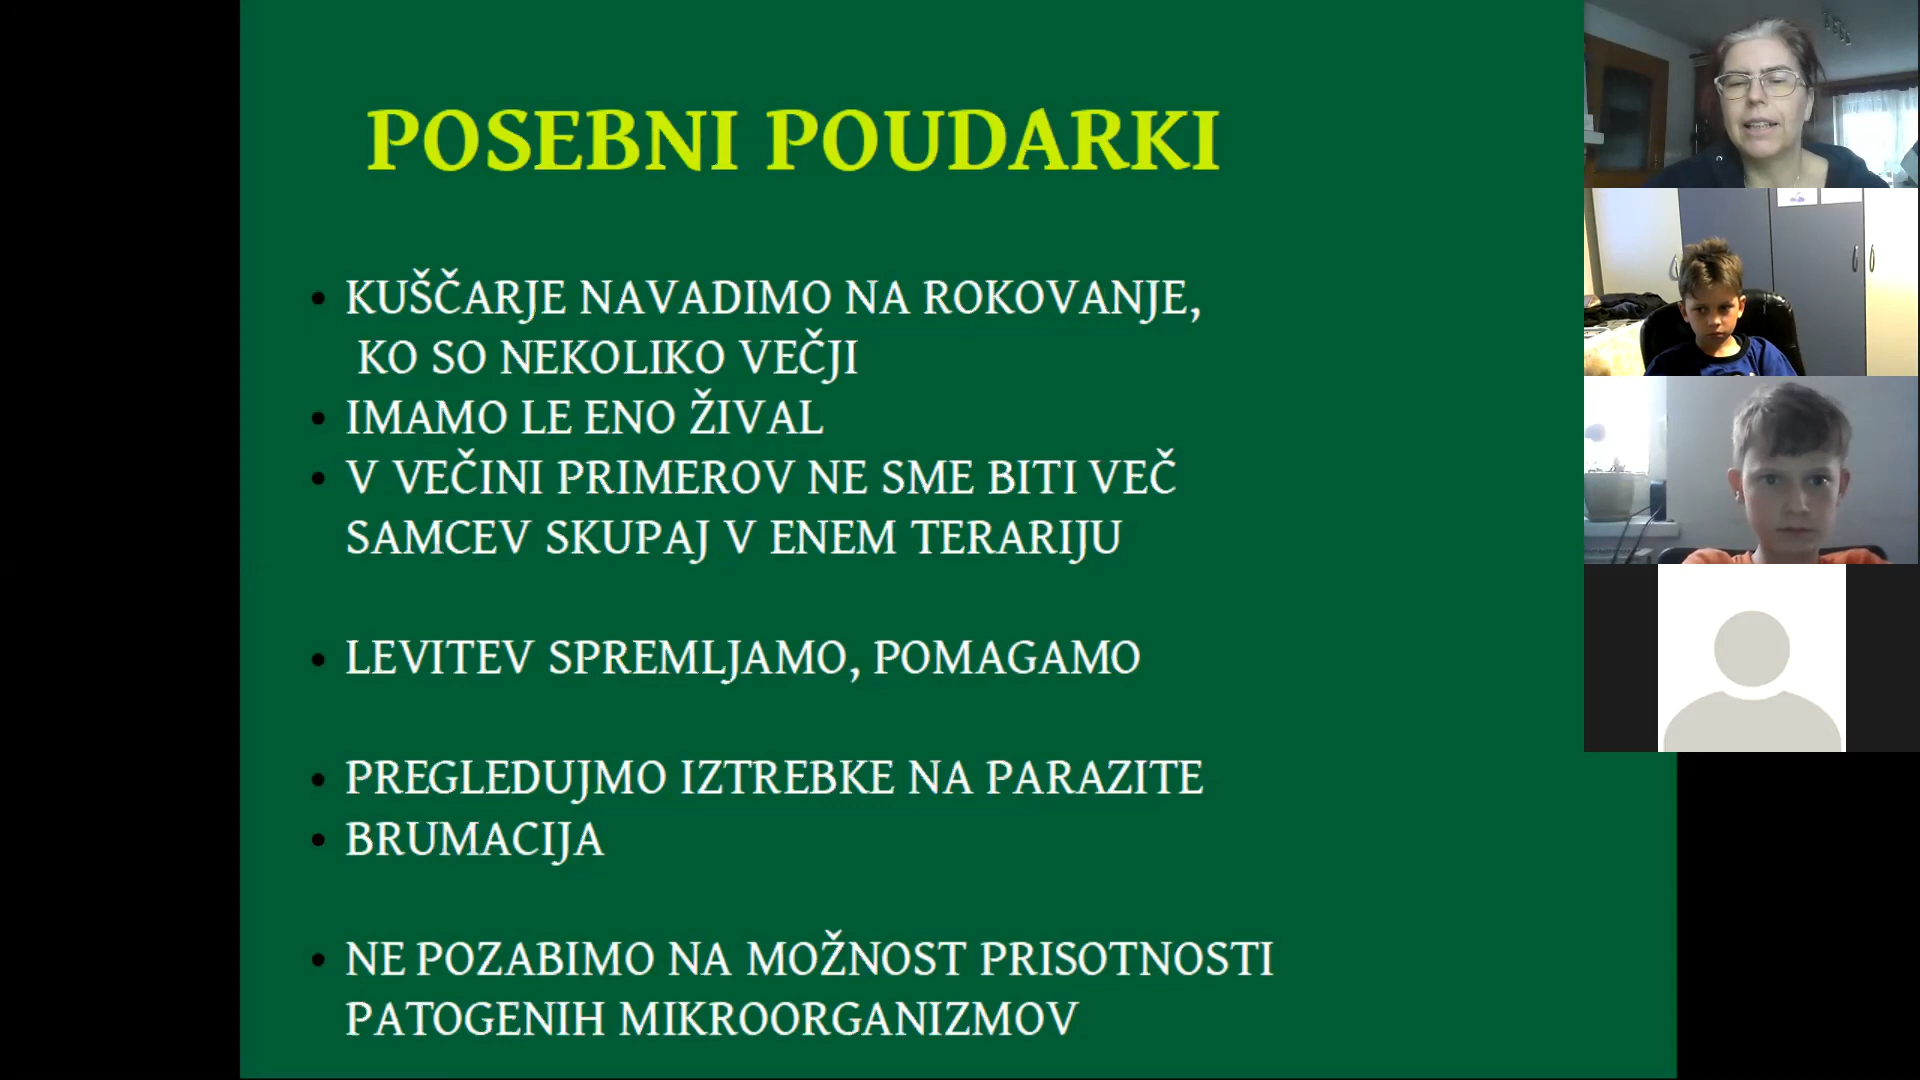 POSEBNI POUDARKI
• KUŠČARJE NAVADIMO NA ROKOVANJE,
KO SO NEKOLIKO VEČJI
• IMAMO LE ENO ŽIVAL
• V VEČINI PRIMEROV NE SME BITI VEČ
SAMCEV SKUPAJ V ENEM TERARIJU
• LEVITEV SPREMLJAMO, POMAGAMO
• PREGLEDUJMO IZTREBKE NA PARAZITE
• BRUMACIJA
• NE POZABIMO NA MOŽNOST PRISOTNOSTI
PATOGENIH MIKROORGANIZMOV